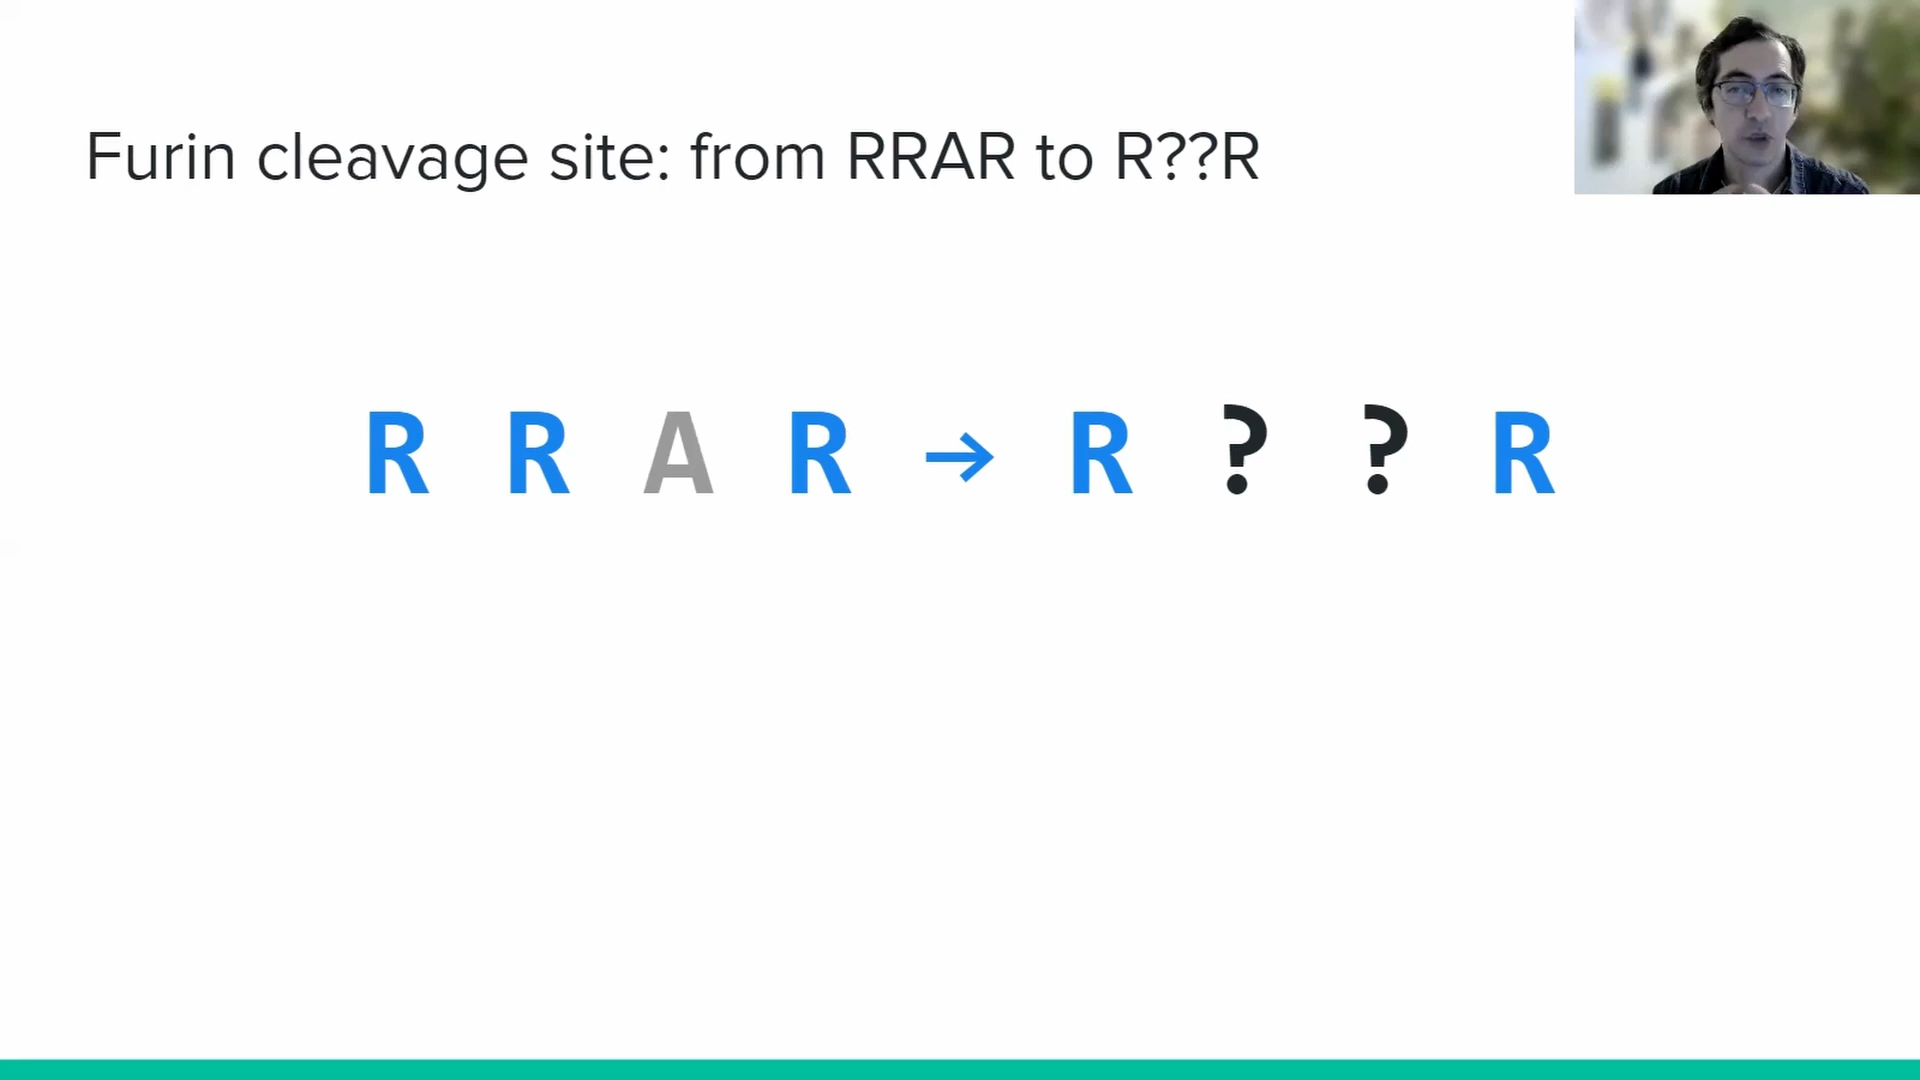 Furin cleavage site: from RRAR to R??R
R R A R → R ? ? R